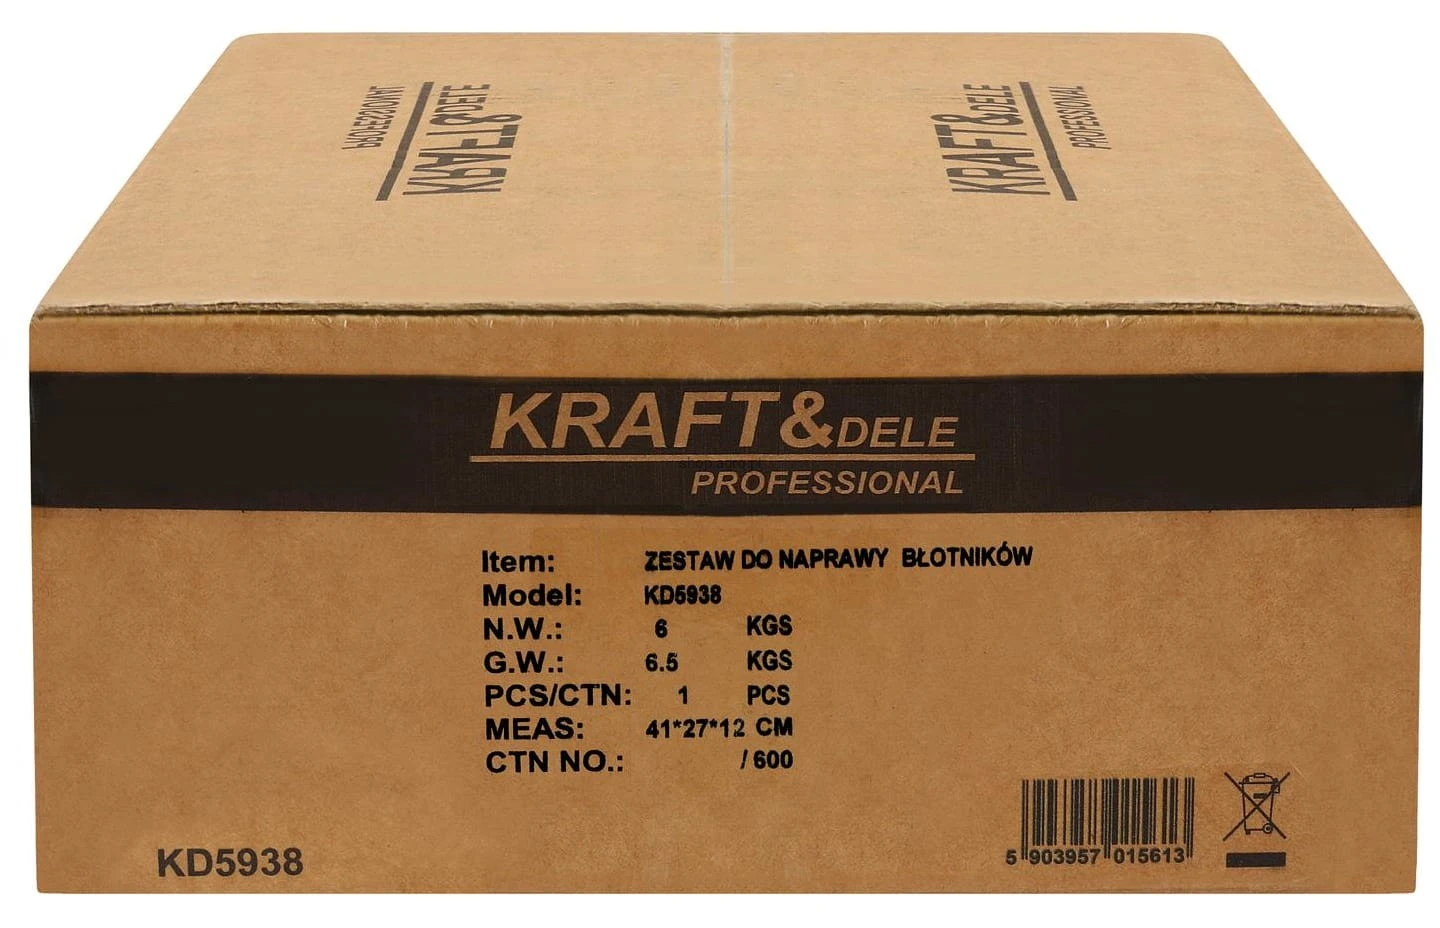 PROFESSIONAL
KRAFT&DELE
KRAFT&DELE
PROFESSIONAL
KRAFT&DELE
PROFESSIONAL
Item: ZESTAW DO NAPRAWY BŁOTNIKÓW
Model: KD5938
N.W.: 6 KGS
G.W.: 6.5 KGS
PCS/CTN: 1 PCS
MEAS: 41*27*12 CM
CTN NO.: / 600
KD5938
5 903957 015613